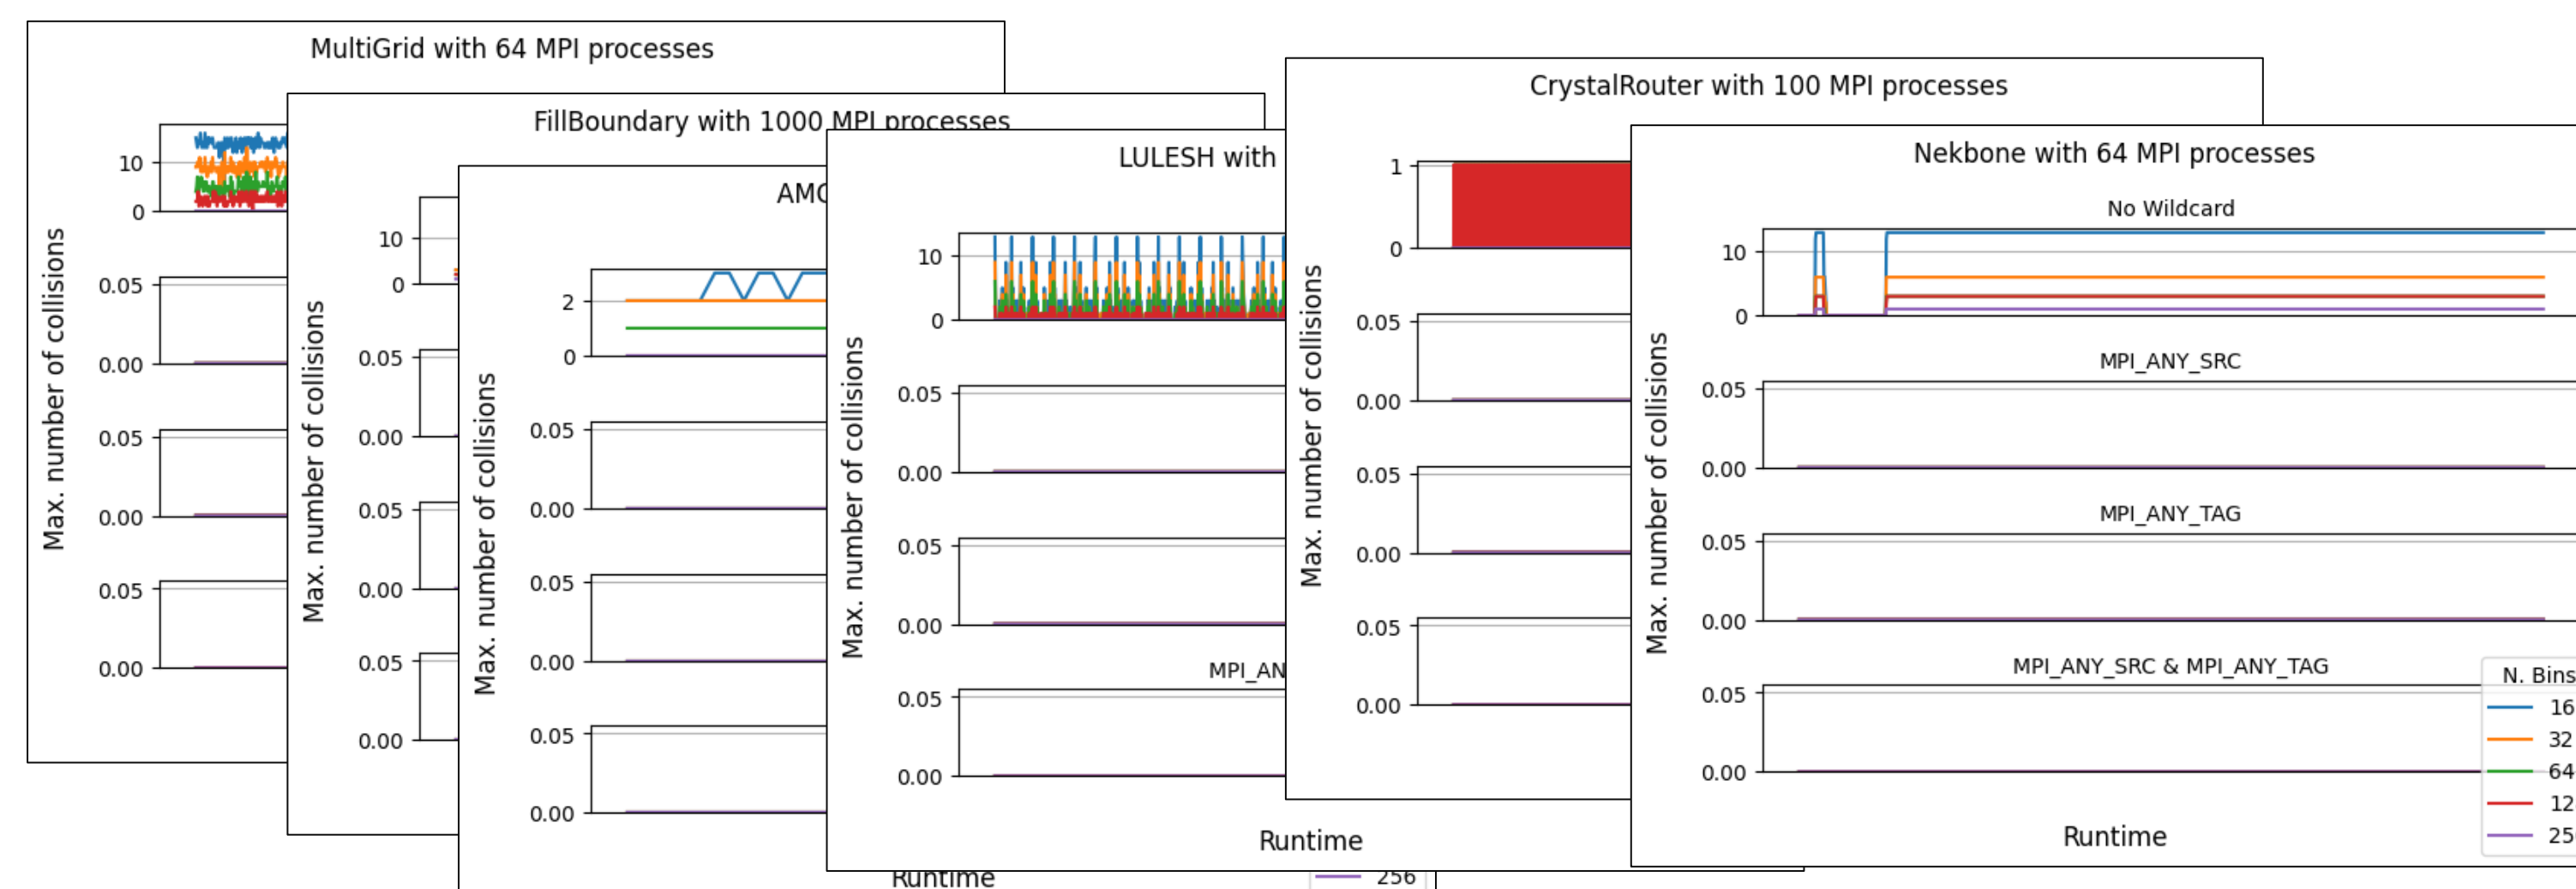 MultiGrid with 64 MPI processes
10
0
0.05
0.00
0.05
0.00
0.05
0.00
Max. number of collisions
FillBoundary with 1000 MPI processes
10
0
0.05
0.00
0.05
0.00
0.05
0.00
Max. number of collisions
AMG
2
0
0.05
0.00
0.05
0.00
0.05
0.00
Max. number of collisions
Runtime
256
LULESH with
10
0
0.05
0.00
0.05
0.00
MPI_AN
0.05
0.00
Max. number of collisions
Runtime
CrystalRouter with 100 MPI processes
1
0
0.05
0.00
0.05
0.00
0.05
0.00
Max. number of collisions
Nekbone with 64 MPI processes
No Wildcard
10
0
MPI_ANY_SRC
0.05
0.00
MPI_ANY_TAG
0.05
0.00
MPI_ANY_SRC & MPI_ANY_TAG
0.05
0.00
Max. number of collisions
Runtime
N. Bins
16
32
64
12
25